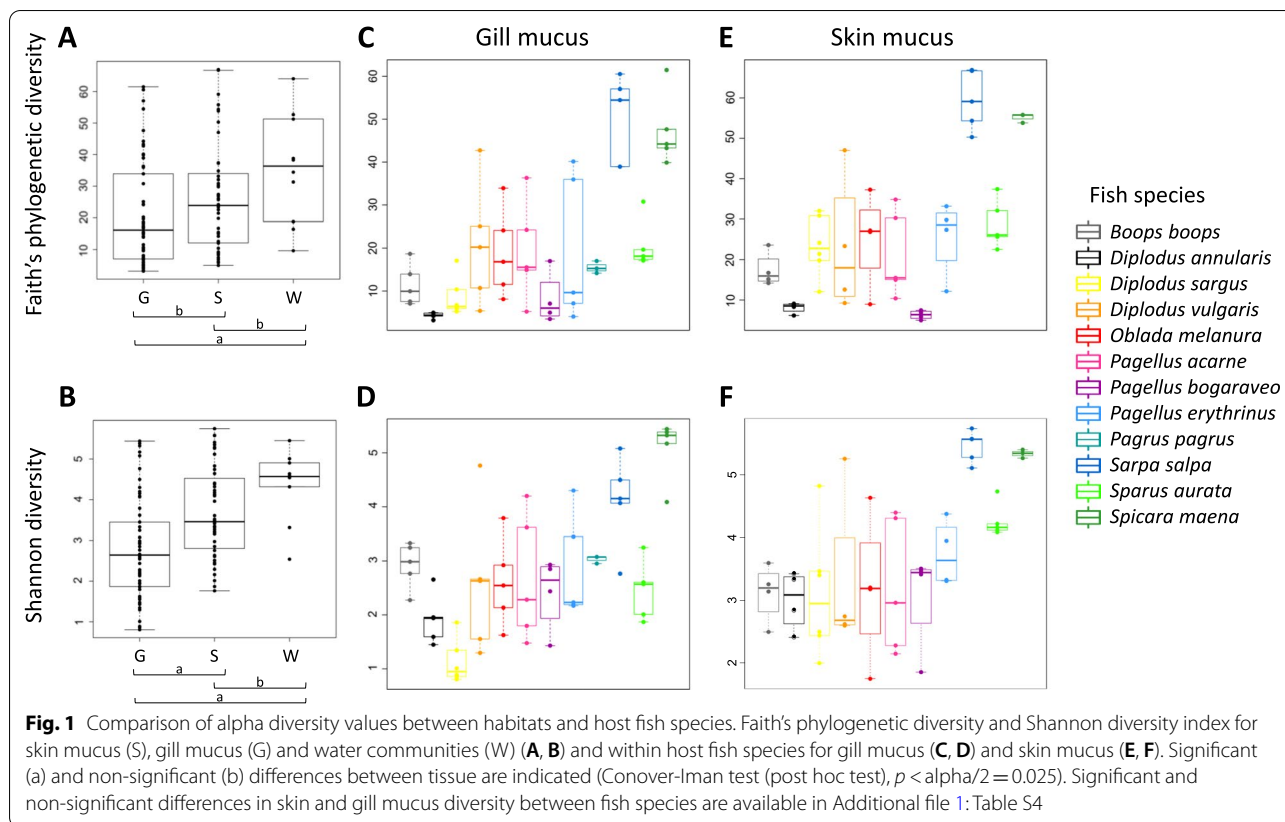 A
C
Gill mucus
E
Skin mucus
Faith's phylogenetic diversity
60
50
40
30
20
10
G
S
W
b
b
a
60
50
40
30
20
10
60
50
40
30
20
10
Fish species
Boops boops
Diplodus annularis
Diplodus sargus
Diplodus vulgaris
Oblada melanura
Pagellus acarne
Pagellus bogaraveo
Pagellus erythrinus
Pagrus pagrus
Sarpa salpa
Sparus aurata
Spicara maena
B
D
F
Shannon diversity
5
4
3
2
1
G
S
W
a
b
a
5
4
3
2
1
5
4
3
2
Fig. 1 Comparison of alpha diversity values between habitats and host fish species. Faith's phylogenetic diversity and Shannon diversity index for
skin mucus (S), gill mucus (G) and water communities (W) (A, B) and within host fish species for gill mucus (C, D) and skin mucus (E, F). Significant
(a) and non-significant (b) differences between tissue are indicated (Conover-Iman test (post hoc test), p < alpha/2 = 0.025). Significant and
non-significant differences in skin and gill mucus diversity between fish species are available in Additional file 1: Table S4